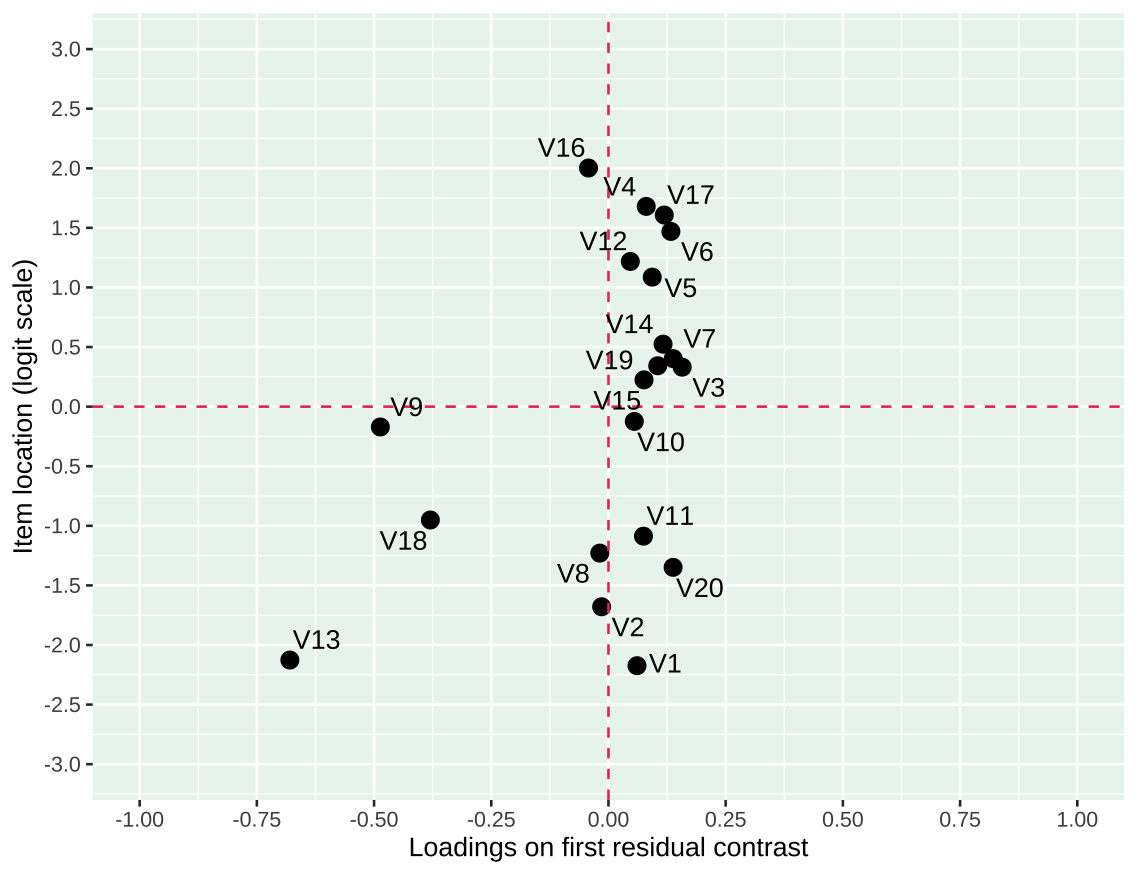 3.0
2.5
2.0
1.5
1.0
0.5
0.0
-0.5
-1.0
-1.5
-2.0
-2.5
-3.0
Item location (logit scale)
V16
V4
V17
V12
V6
V5
V14
V7
V19
V3
V15
V9
V10
V11
V18
V8
V20
V2
V13
V1
-1.00 -0.75 -0.50 -0.25 0.00 0.25 0.50 0.75 1.00
Loadings on first residual contrast